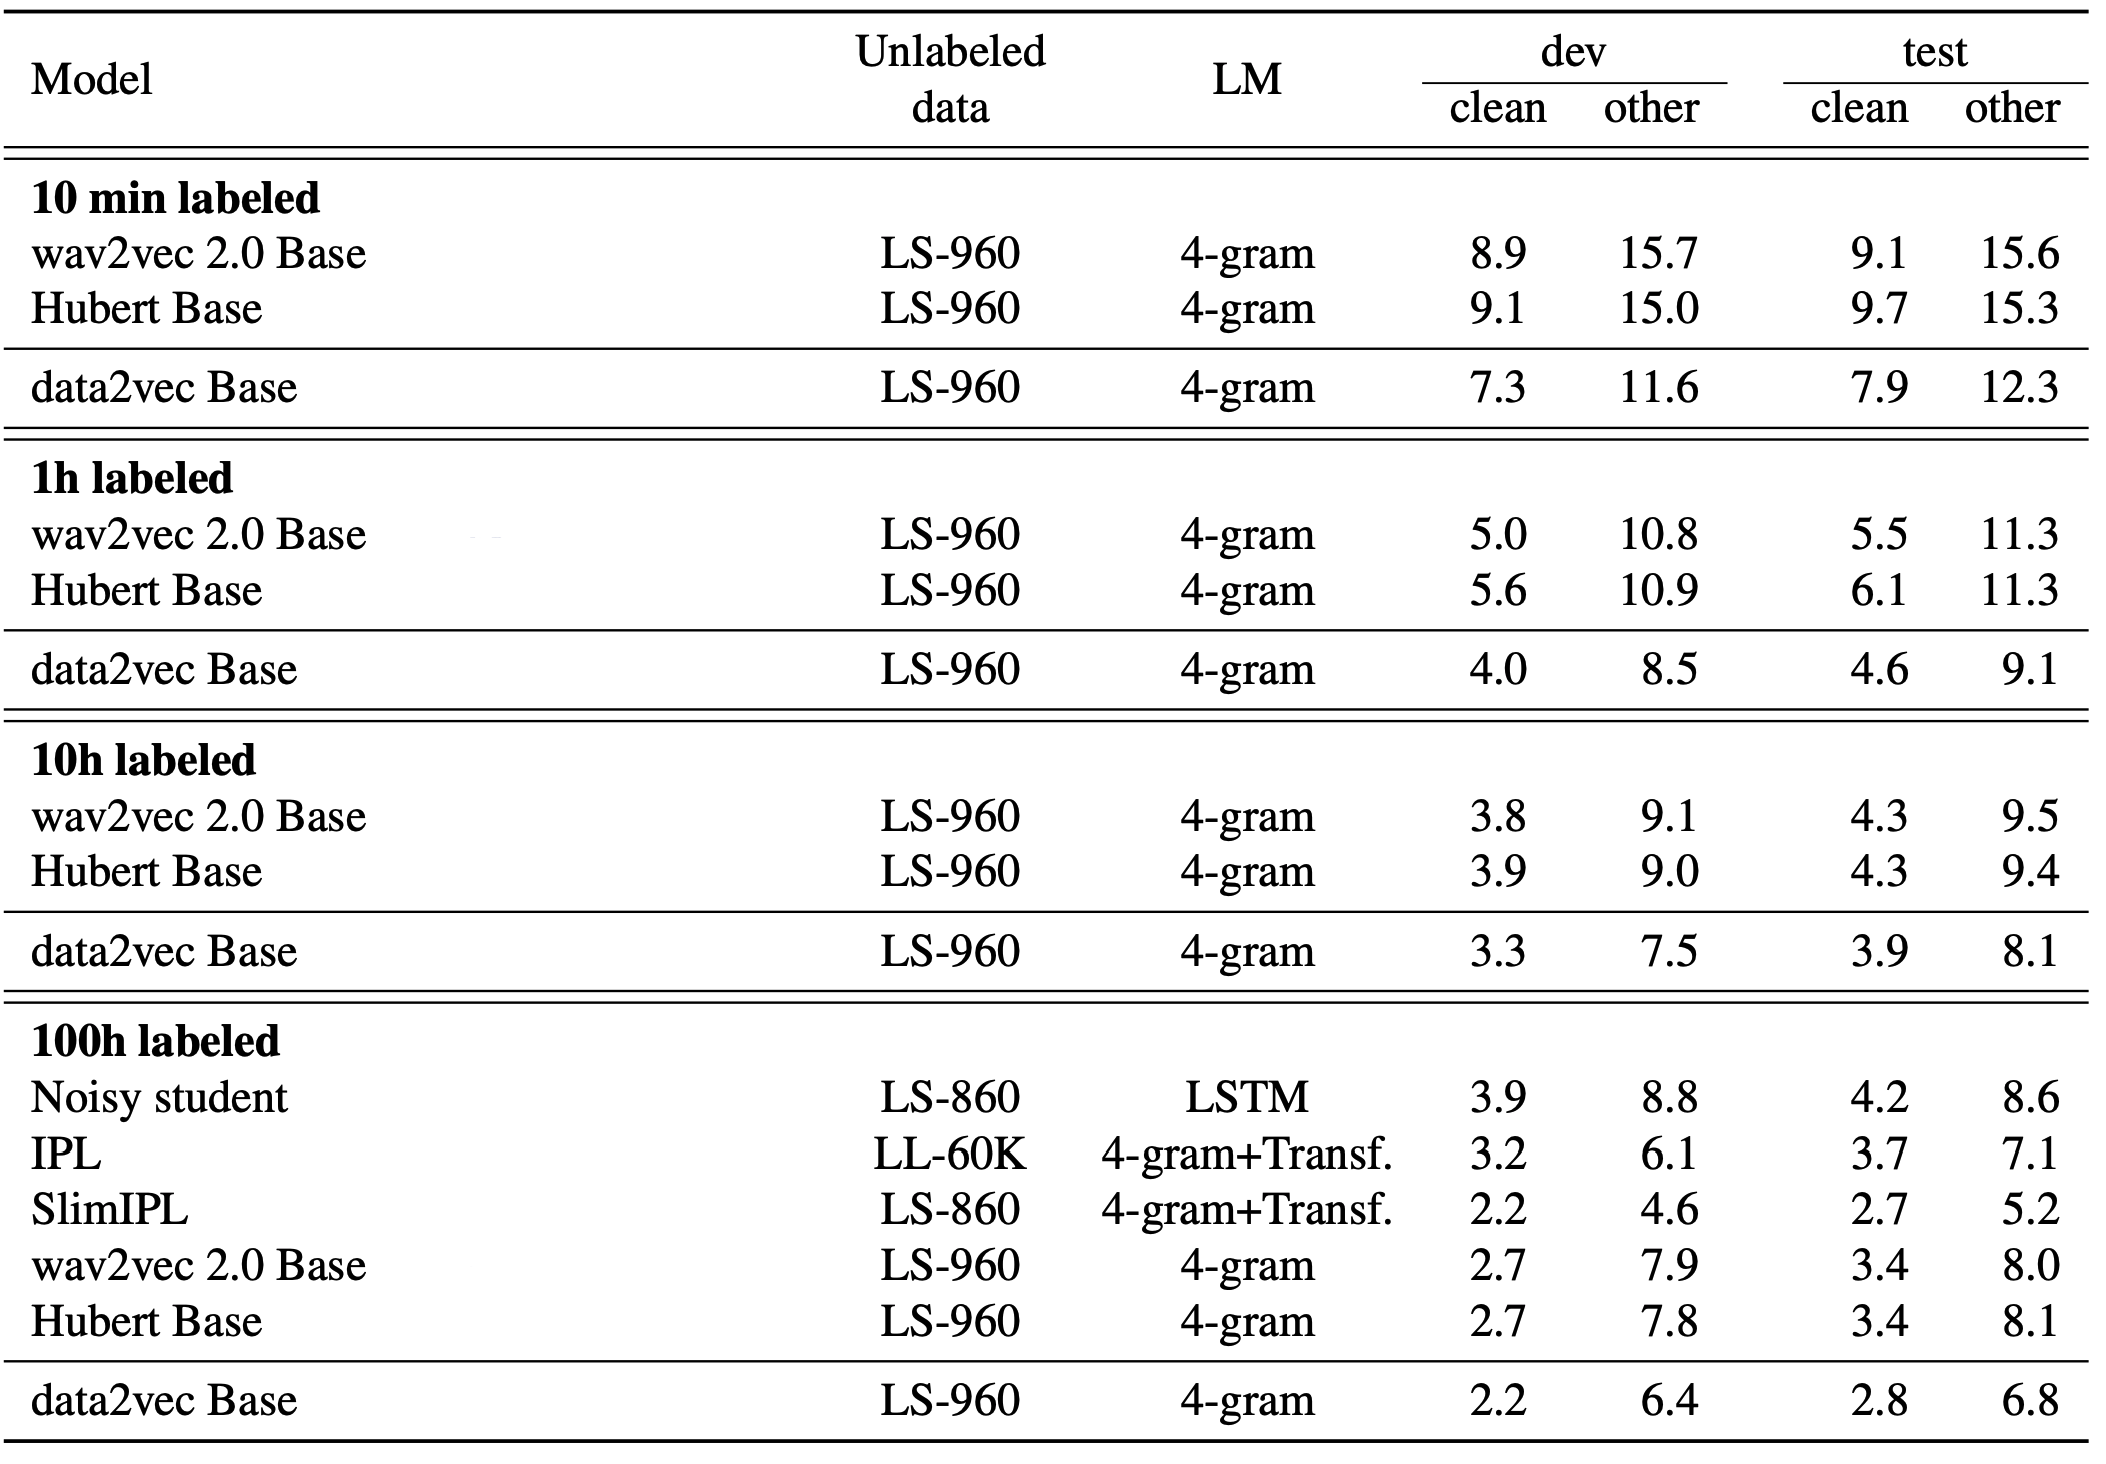 Model Unlabeled data LM dev test
clean other clean other
10 min labeled
wav2vec 2.0 Base LS-960 4-gram 8.9 15.7 9.1 15.6
Hubert Base LS-960 4-gram 9.1 15.0 9.7 15.3
data2vec Base LS-960 4-gram 7.3 11.6 7.9 12.3
1h labeled
wav2vec 2.0 Base LS-960 4-gram 5.0 10.8 5.5 11.3
Hubert Base LS-960 4-gram 5.6 10.9 6.1 11.3
data2vec Base LS-960 4-gram 4.0 8.5 4.6 9.1
10h labeled
wav2vec 2.0 Base LS-960 4-gram 3.8 9.1 4.3 9.5
Hubert Base LS-960 4-gram 3.9 9.0 4.3 9.4
data2vec Base LS-960 4-gram 3.3 7.5 3.9 8.1
100h labeled
Noisy student LS-860 LSTM 3.9 8.8 4.2 8.6
IPL LL-60K 4-gram+Transf. 3.2 6.1 3.7 7.1
SlimIPL LS-860 4-gram+Transf. 2.2 4.6 2.7 5.2
wav2vec 2.0 Base LS-960 4-gram 2.7 7.9 3.4 8.0
Hubert Base LS-960 4-gram 2.7 7.8 3.4 8.1
data2vec Base LS-960 4-gram 2.2 6.4 2.8 6.8